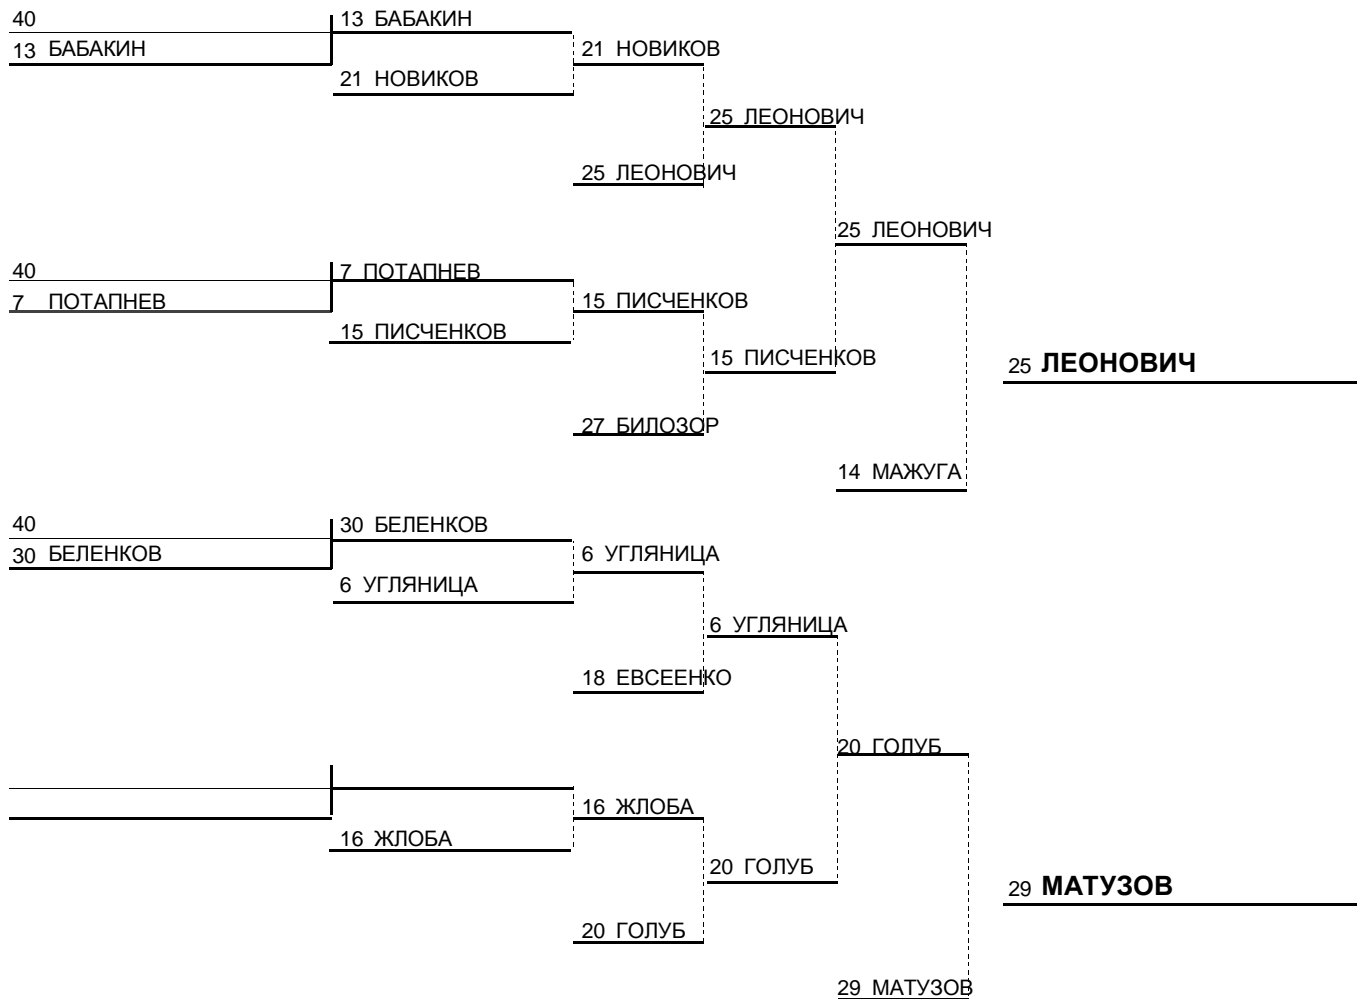 40
13 БАБАКИН
13 БАБАКИН
21 НОВИКОВ
21 НОВИКОВ
25 ЛЕОНОВИЧ
25 ЛЕОНОВИЧ
25 ЛЕОНОВИЧ
40
7 ПОТАПНЕВ
7 ПОТАПНЕВ
15 ПИСЧЕНКОВ
15 ПИСЧЕНКОВ
15 ПИСЧЕНКОВ
25 ЛЕОНОВИЧ
27 БИЛОЗОР
14 МАЖУГА
40
30 БЕЛЕНКОВ
30 БЕЛЕНКОВ
6 УГЛЯНИЦА
6 УГЛЯНИЦА
6 УГЛЯНИЦА
18 ЕВСЕЕНКО
20 ГОЛУБ
16 ЖЛОБА
16 ЖЛОБА
20 ГОЛУБ
29 МАТУЗОВ
20 ГОЛУБ
29 МАТУЗОВ